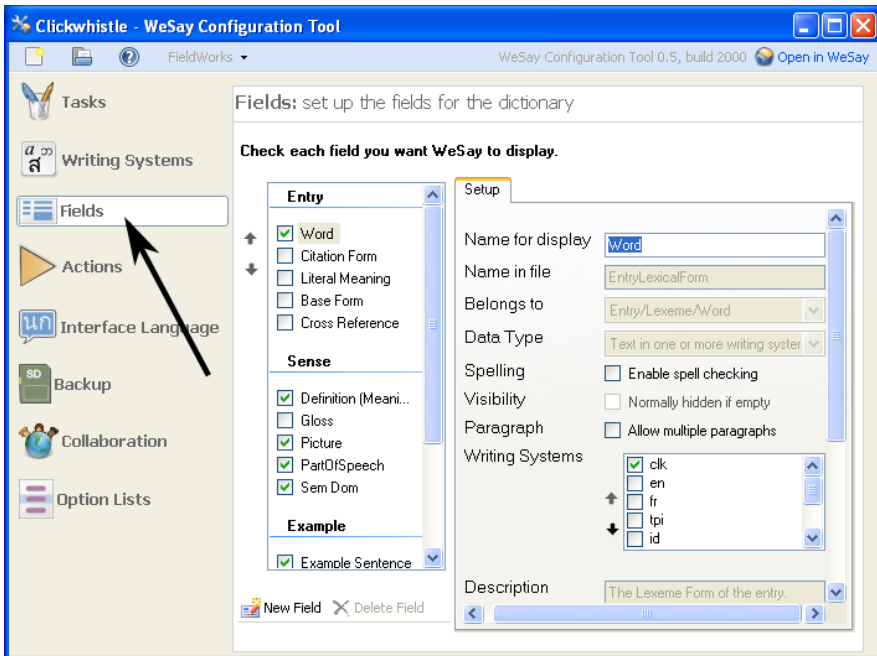 Clickwhistle - WeSay Configuration Tool
FieldWorks WeSay Configuration Tool 0.5, build 2000 Open in WeSay
Tasks
Writing Systems
Fields
Actions
Interface Language
SD
Backup
Collaboration
Option Lists
Fields: set up the fields for the dictionary
Check each field you want WeSay to display.
Entry
Word
Citation Form
Literal Meaning
Base Form
Cross Reference
Sense
Definition (Meani...
Gloss
Picture
PartOfSpeech
Sem Dom
Example
Example Sentence
New Field Delete Field
Setup
Name for display Word
Name in file EntryLexicalForm
Belongs to Entry/Lexeme/Word
Data Type Text in one or more writing syster
Spelling Enable spell checking
Visibility Normally hidden if empty
Paragraph Allow multiple paragraphs
Writing Systems clk
en
fr
tpi
id
Description The Lexeme Form of the entry.